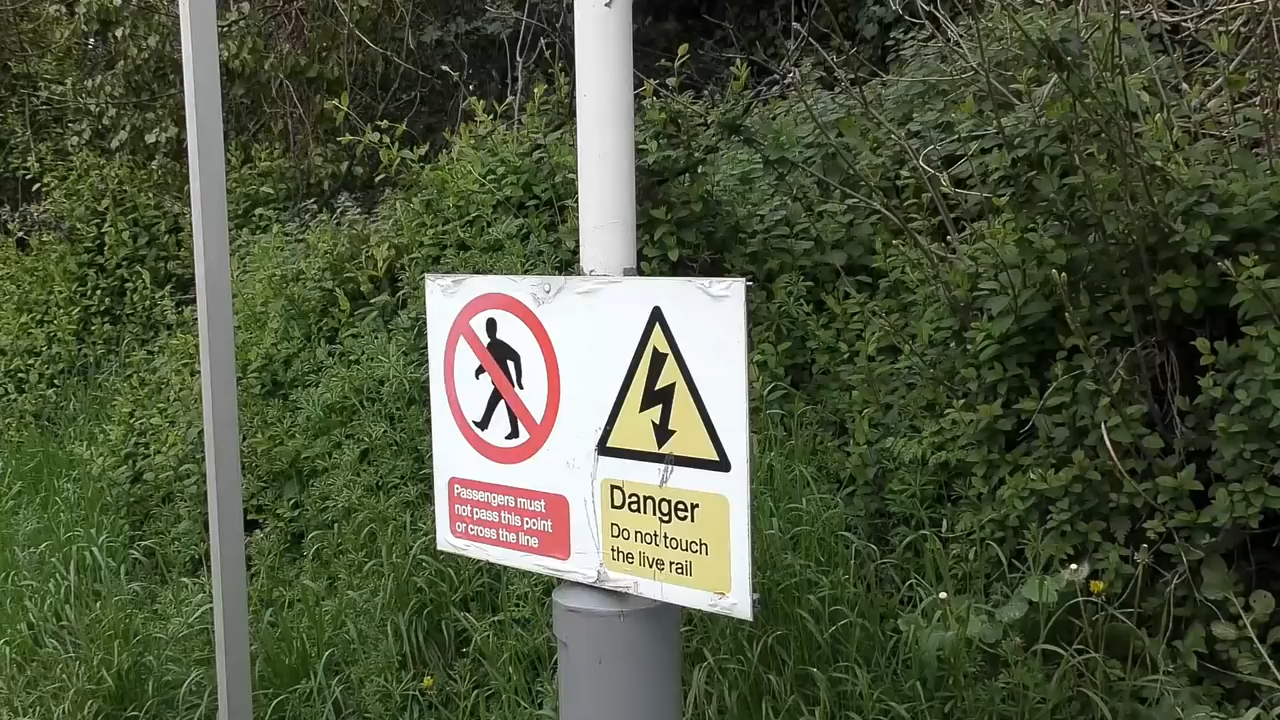 Passengers must
not pass this point
or cross the line
Danger
Do not touch
the live rail